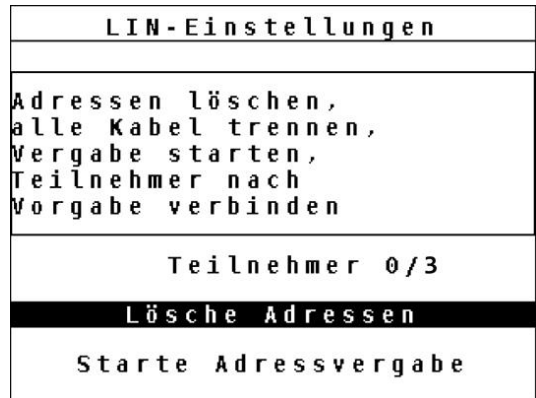 LIN-Einstellungen
Adressen löschen,
alle Kabel trennen,
Vergabe starten,
Teilnehmer nach
Vorgabe verbinden
Teilnehmer 0/3
Lösche Adressen
Starte Adressvergabe